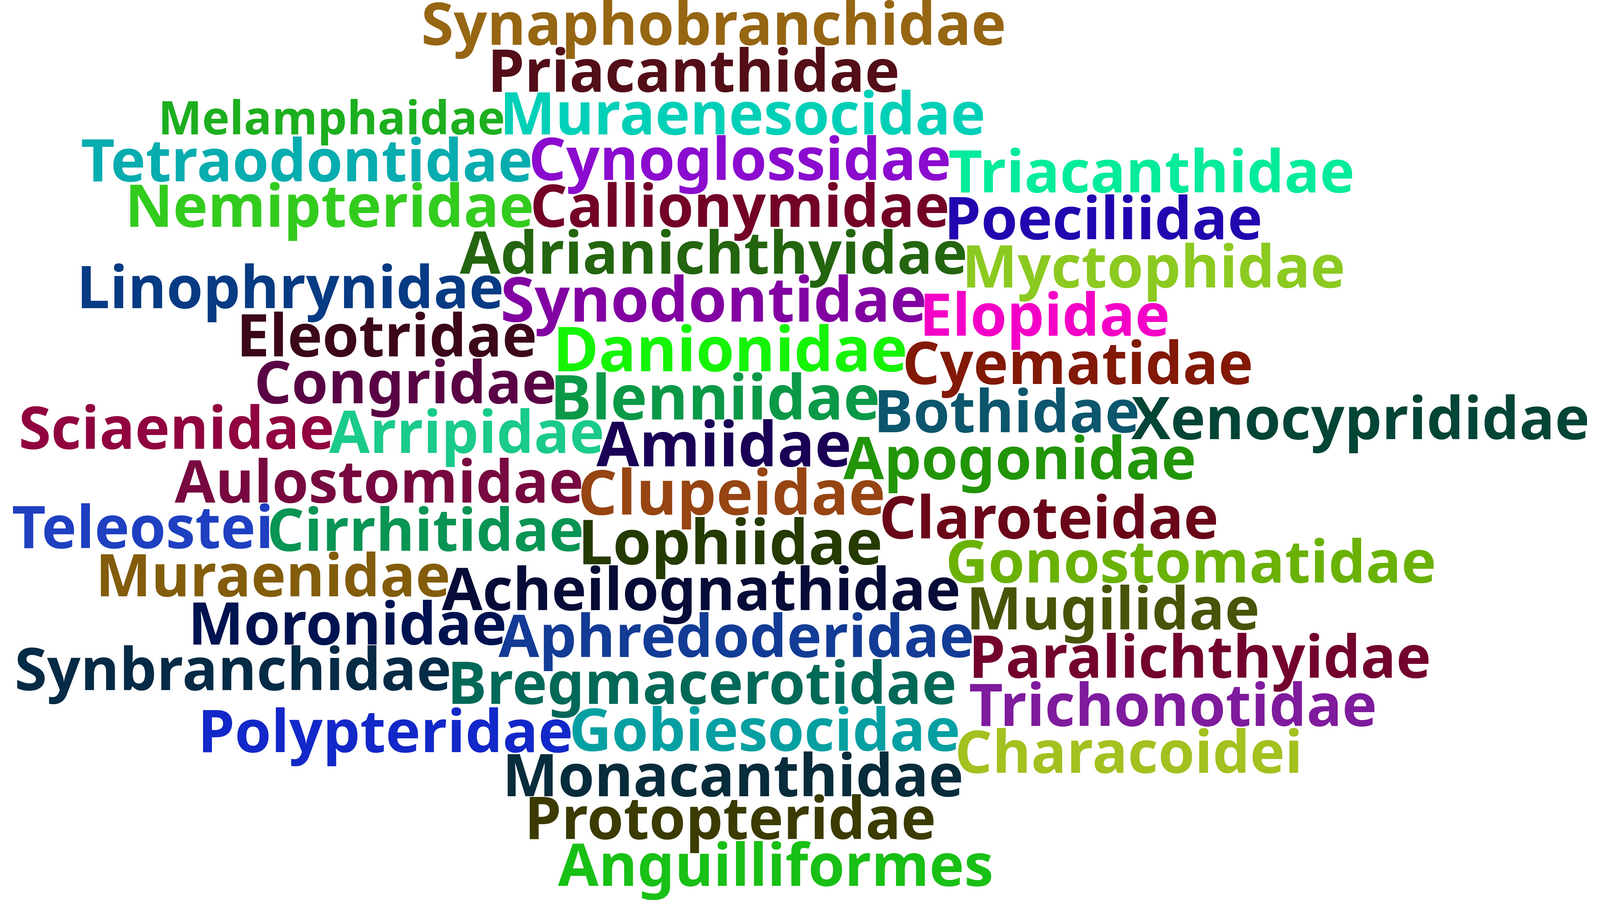 Synaphobranchidae
Priacanthidae
Melamphaidae Muraenesocidae
Tetraodontidae Cynoglossidae Triacanthidae
Nemipteridae Callionymidae Poeciliidae
Adrianichthyidae Myctophidae
Linophrynidae Synodontidae Elopidae
Eleotridae Danionidae Cyematidae
Congridae Blenniidae Bothidae Xenocyprididae
Sciaenidae Arripidae Amiidae Apogonidae
Aulostomidae Clupeidae Claroteidae
Teleostei Cirrhitidae Lophiidae Gonostomatidae
Muraenidae Acheilognathidae Mugilidae
Moronidae Aphredoderidae Paralichthyidae
Synbranchidae Bregmacerotidae Trichonotidae
Polypteridae Gobiesocidae Characoidei
Monacanthidae
Protopteridae
Anguilliformes